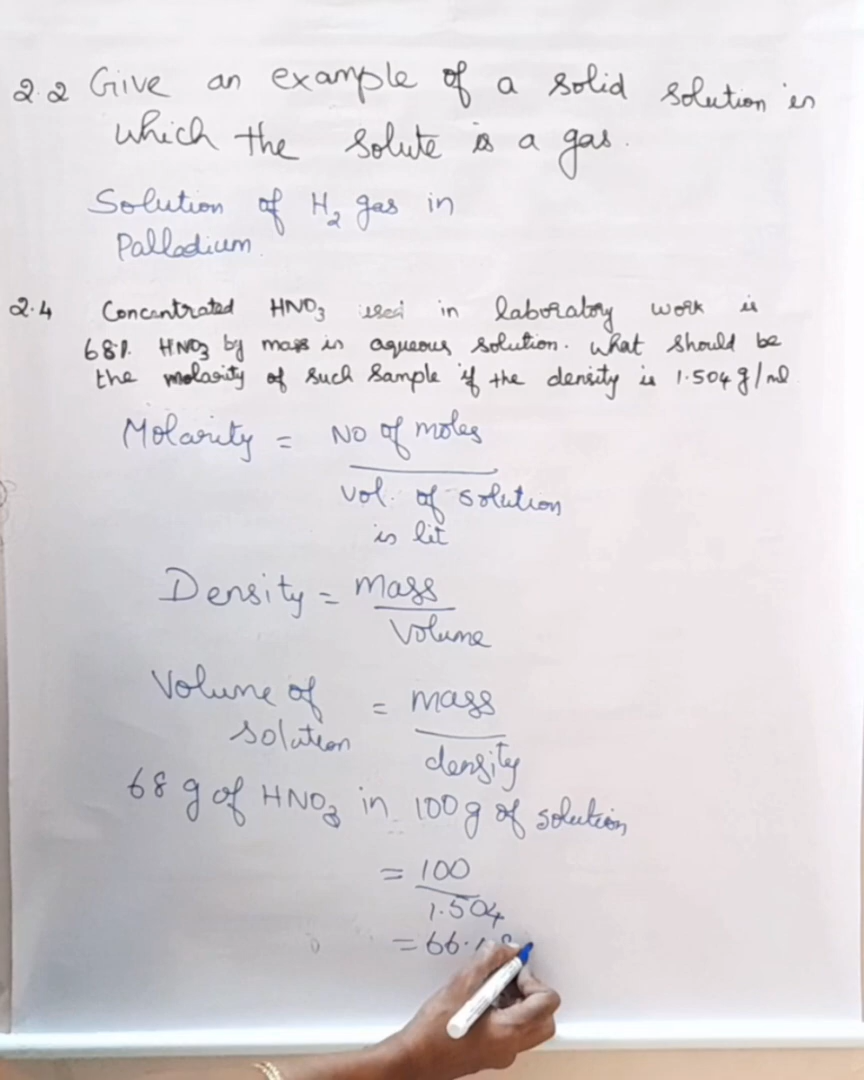 2.2 Give an example of a solid solution in
which the solute is a gas.
Solution of H₂ gas in
Palladium.
2.4 Concentrated HNO₃ used in laboratory work is
68% HNO₃ by mass in aqueous solution. What should be
the molarity of such sample if the density is 1.504 g/ml
Molarity = No of moles
vol. of solution
in lit
Density = mass
Volume
Volume of
solution = mass
density
68 g of HNO₃ in 100 g of solution
= 100
1.504
= 66.